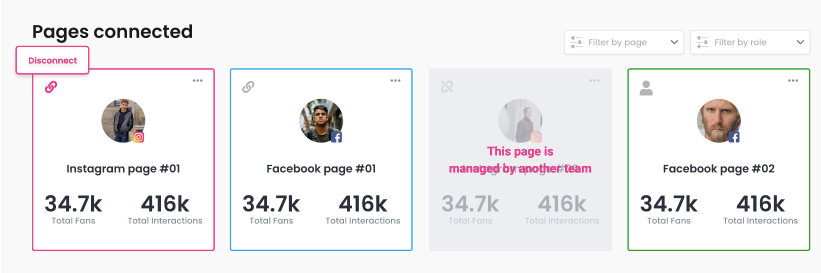 Pages connected
Filter by page
Filter by role
Disconnect
Instagram page #01
34.7k
416k
Total Fans
Total Interactions
Facebook page #01
34.7k
416k
Total Fans
Total Interactions
This page is
managed by another team
34.7k
416k
Total Fans
Total Interactions
Facebook page #02
34.7k
416k
Total Fans
Total Interactions